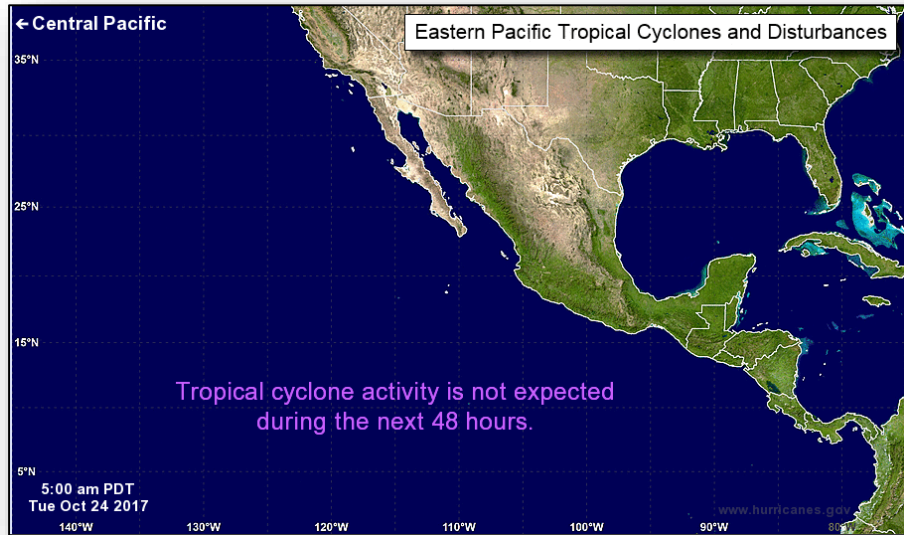 ←Central Pacific
Eastern Pacific Tropical Cyclones and Disturbances
35°N
25°N
15°N
Tropical cyclone activity is not expected
during the next 48 hours.
5°N
5:00 am PDT
Tue Oct 24 2017
www.hurricanes.gov
140°W 130°W 120°W 110°W 100°W 90°W 80°W